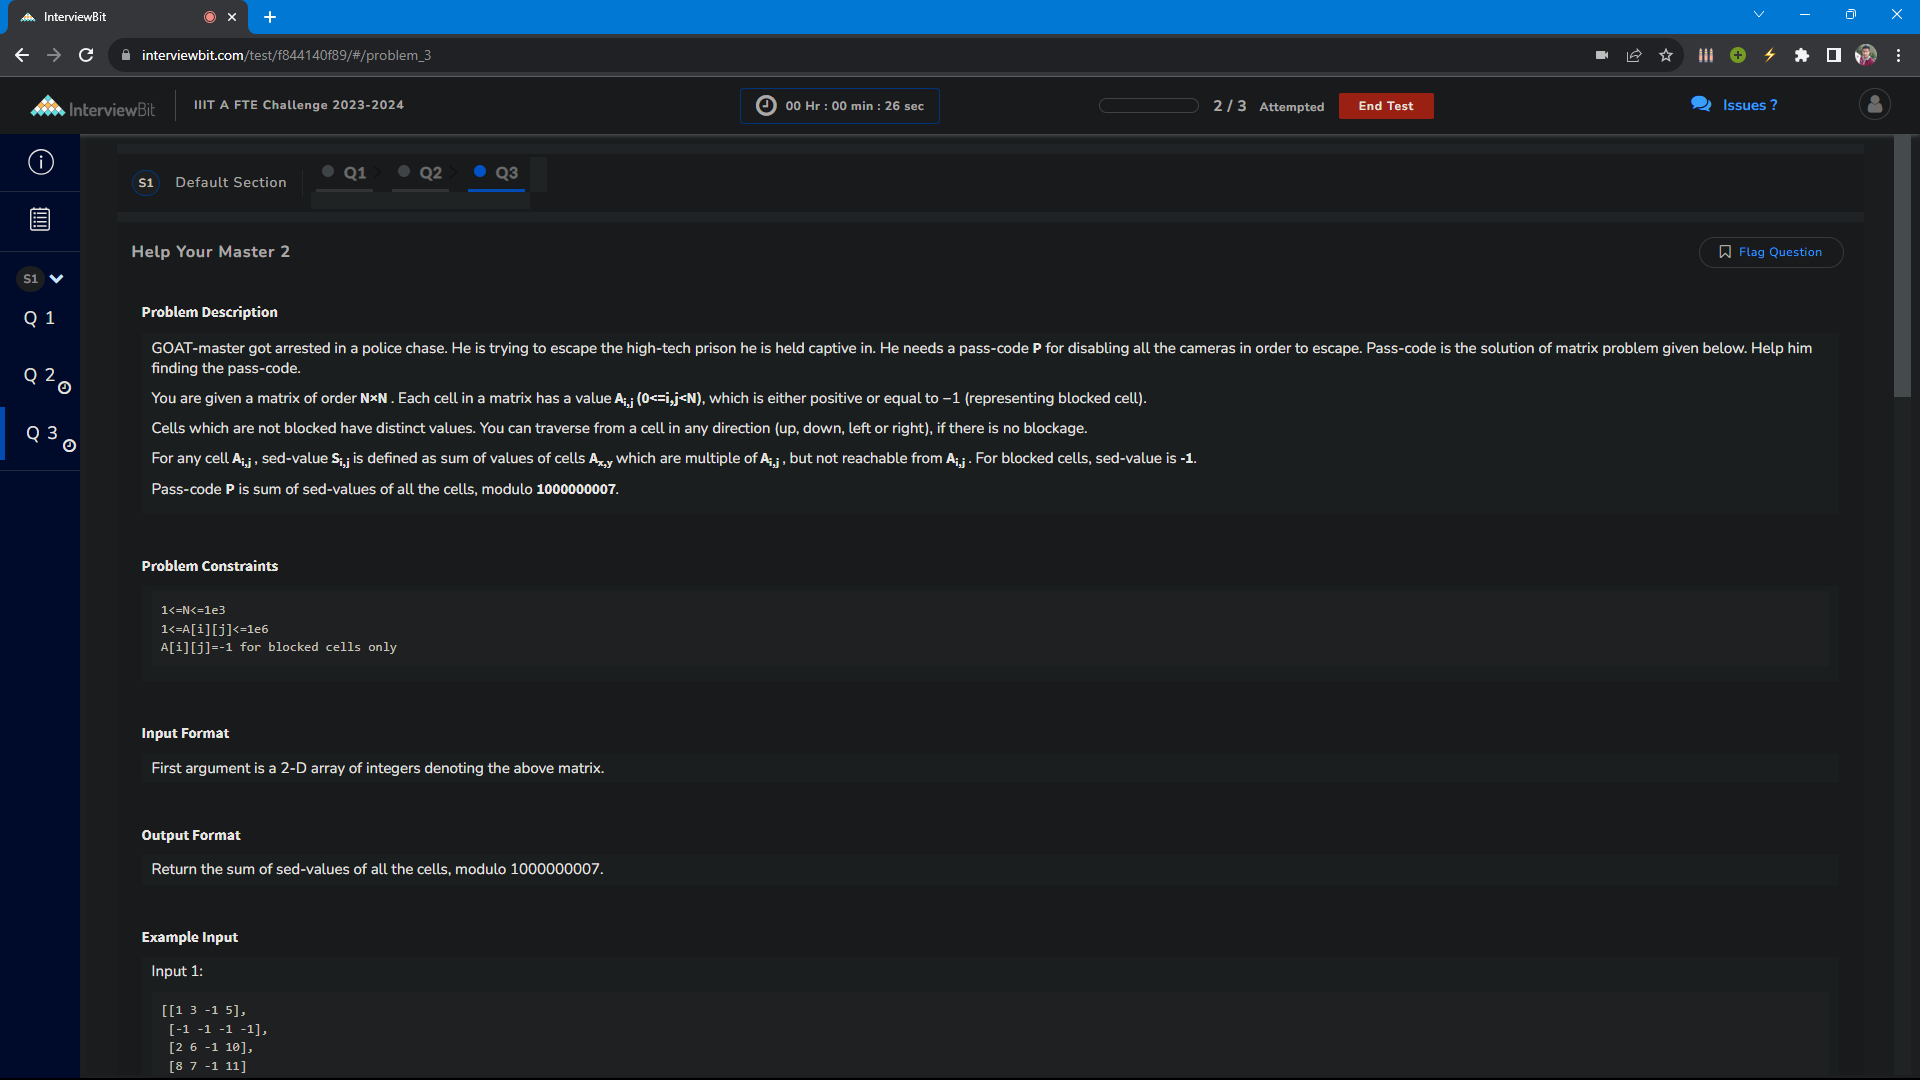 InterviewBit
interviewbit.com/test/f844140f89/#/problem_3
InterviewBit
IIIT A FTE Challenge 2023-2024
00 Hr : 00 min : 26 sec
2 / 3 Attempted
End Test
Issues ?
S1 Default Section
Q1
Q2
Q3
S1
Q 1
Q 2
Q 3
Help Your Master 2
Flag Question
Problem Description
GOAT-master got arrested in a police chase. He is trying to escape the high-tech prison he is held captive in. He needs a pass-code P for disabling all the cameras in order to escape. Pass-code is the solution of matrix problem given below. Help him
finding the pass-code.
You are given a matrix of order N×N . Each cell in a matrix has a value Ai,j (0<=i,j<N), which is either positive or equal to −1 (representing blocked cell).
Cells which are not blocked have distinct values. You can traverse from a cell in any direction (up, down, left or right), if there is no blockage.
For any cell Ai,j , sed-value Si,j is defined as sum of values of cells Ax,y which are multiple of Ai,j , but not reachable from Ai,j . For blocked cells, sed-value is -1.
Pass-code P is sum of sed-values of all the cells, modulo 1000000007.
Problem Constraints
1<=N<=1e3
1<=A[i][j]<=1e6
A[i][j]=-1 for blocked cells only
Input Format
First argument is a 2-D array of integers denoting the above matrix.
Output Format
Return the sum of sed-values of all the cells, modulo 1000000007.
Example Input
Input 1:
[[1 3 -1 5],
[-1 -1 -1 -1],
[2 6 -1 10],
[8 7 -1 11]